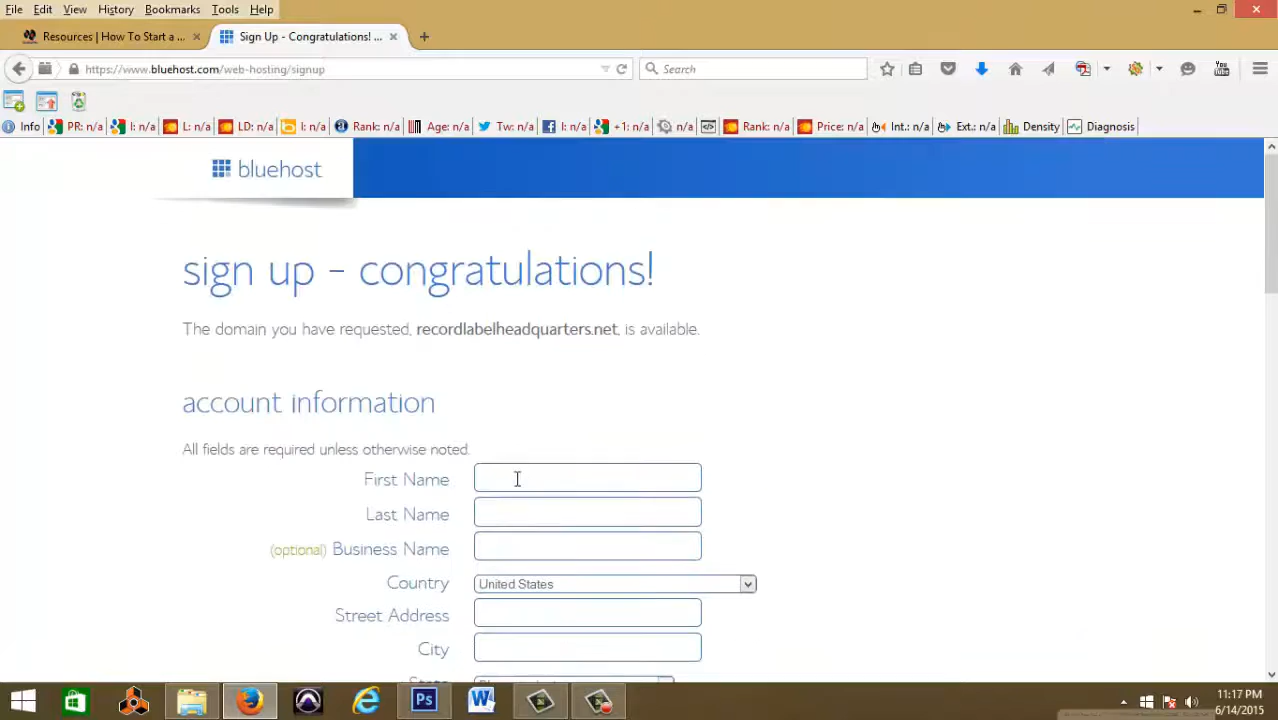 File Edit View History Bookmarks Tools Help
Resources | How To Start a ... Sign Up - Congratulations! ...
https://www.bluehost.com/web-hosting/signup Search
Info PR: n/a I: n/a L: n/a LD: n/a I: n/a Rank: n/a Age: n/a Tw: n/a I: n/a +1: n/a n/a Rank: n/a Price: n/a Int.: n/a Ext.: n/a Density Diagnosis
bluehost
sign up - congratulations!
The domain you have requested, recordlabelheadquarters.net, is available.
account information
All fields are required unless otherwise noted.
First Name
Last Name
(optional) Business Name
Country United States
Street Address
City
11:17 PM
6/14/2015